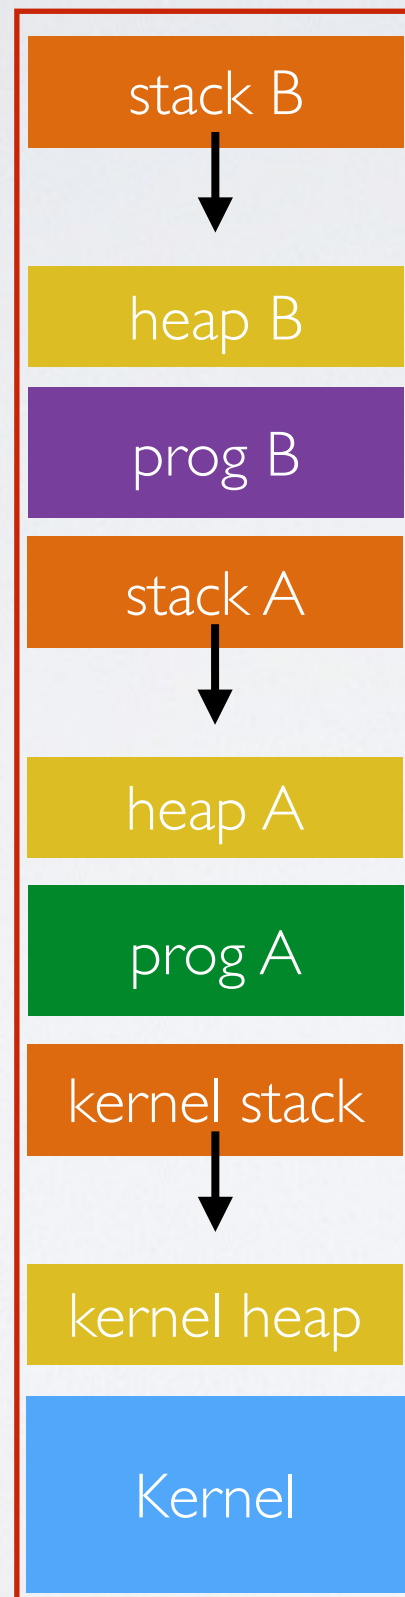 stack B
heap B
prog B
stack A
heap A
prog A
kernel stack
kernel heap
Kernel